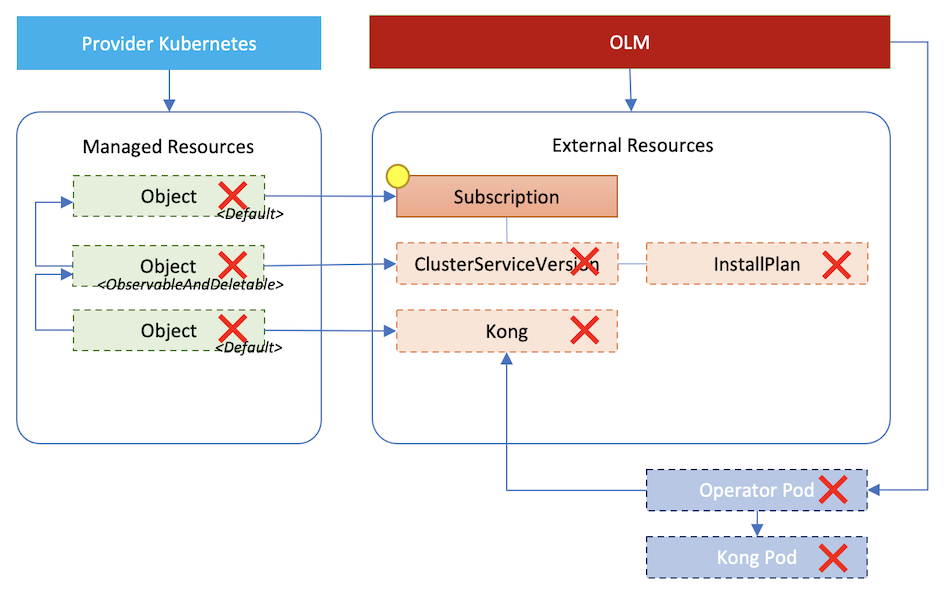 Provider Kubernetes
OLM
Managed Resources
External Resources
Object
<Default>
Subscription
Object
<ObservableAndDeletable>
ClusterServiceVersion
InstallPlan
Object
<Default>
Kong
Operator Pod
Kong Pod